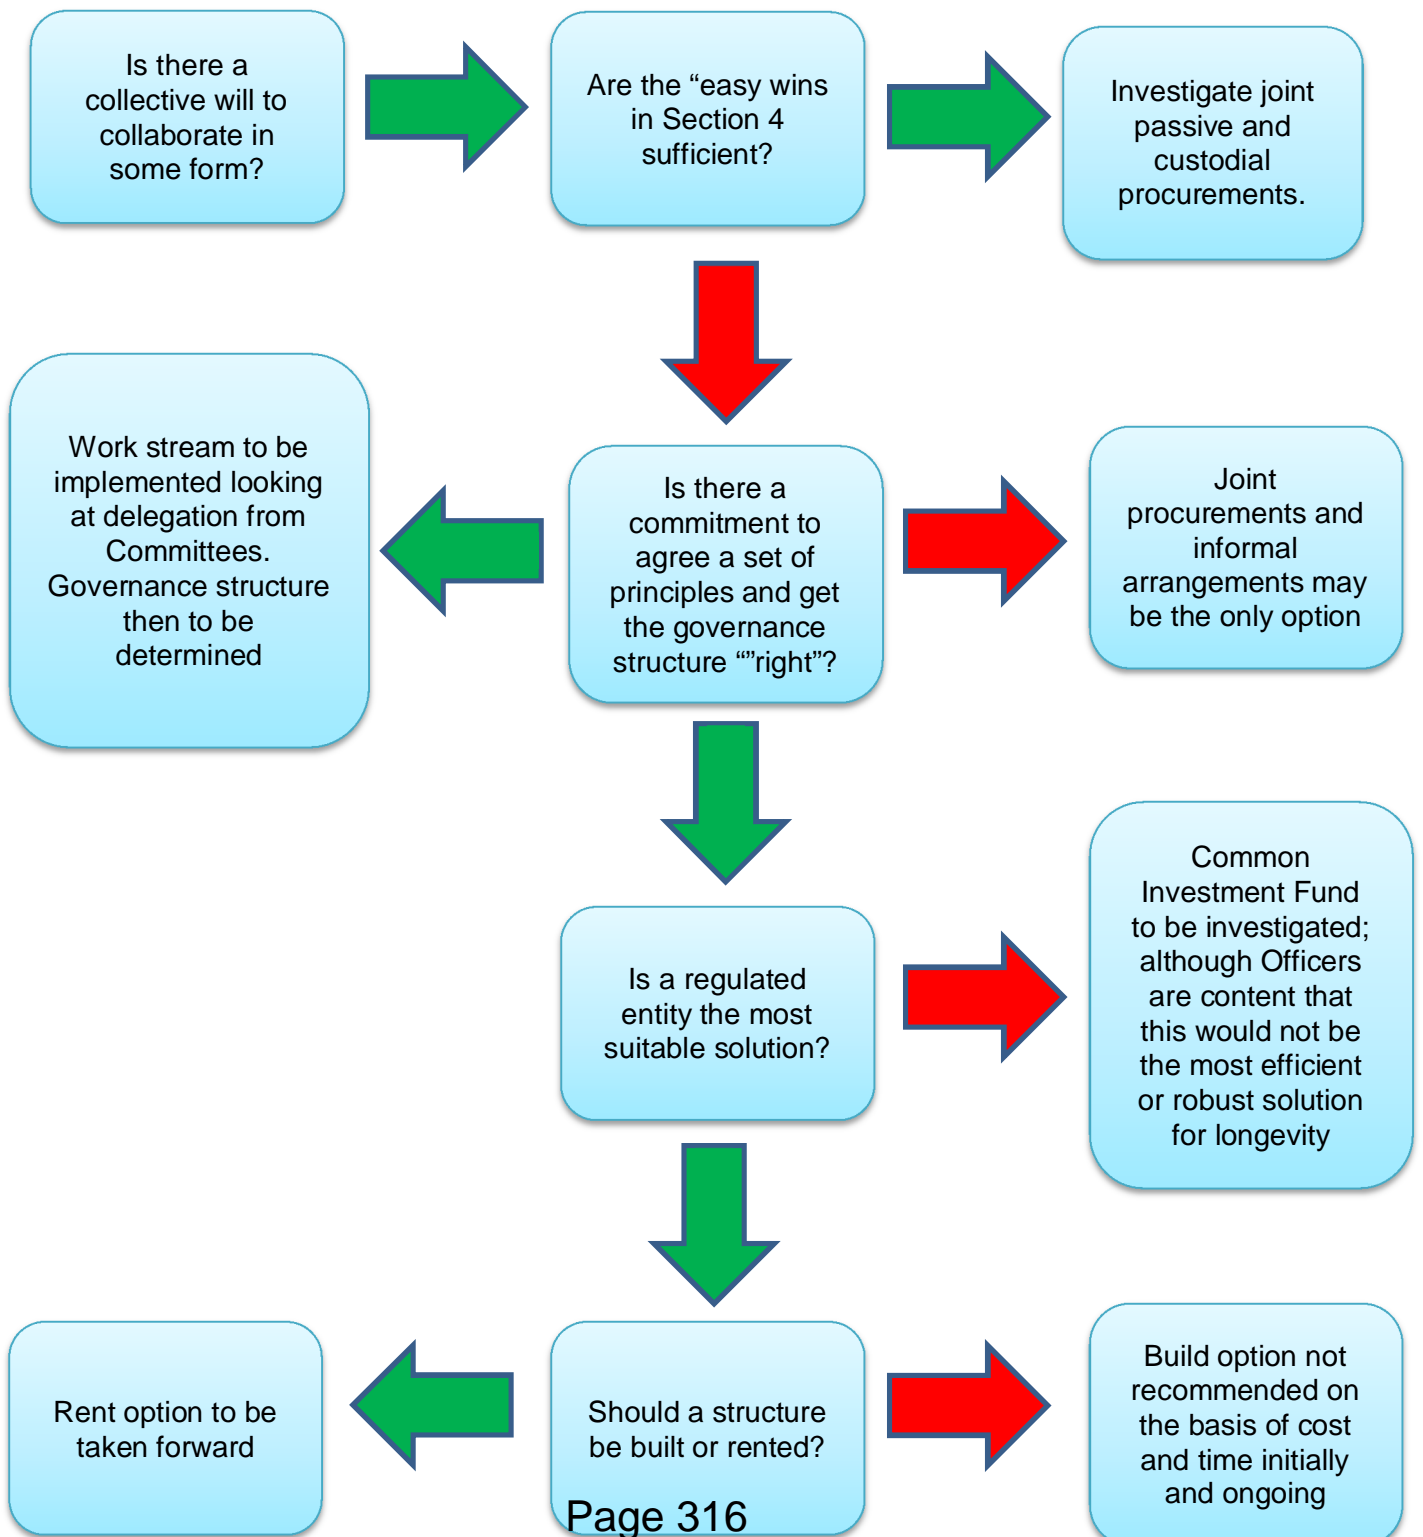 Is there a
collective will to
collaborate in
some form?
Are the “easy wins
in Section 4
sufficient?
Investigate joint
passive and
custodial
procurements.
Work stream to be
implemented looking
at delegation from
Committees.
Governance structure
then to be
determined
Is there a
commitment to
agree a set of
principles and get
the governance
structure “”right”?
Joint
procurements and
informal
arrangements may
be the only option
Is a regulated
entity the most
suitable solution?
Common
Investment Fund
to be investigated;
although Officers
are content that
this would not be
the most efficient
or robust solution
for longevity
Rent option to be
taken forward
Should a structure
be built or rented?
Build option not
recommended on
the basis of cost
and time initially
and ongoing
Page 316